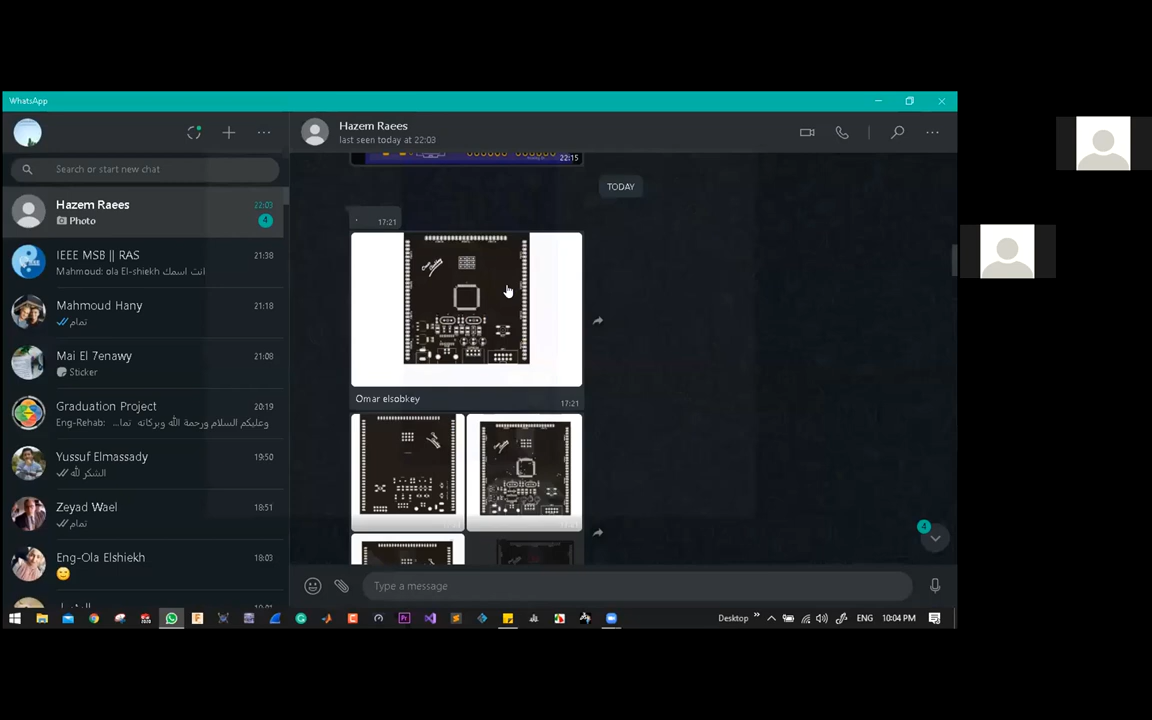 WhatsApp
Search or start new chat
Hazem Raees
22:03
Photo
4
IEEE MSB || RAS
21:38
Mahmoud: ola El-shiekh انت اسمك
Mahmoud Hany
21:18
تمام
Mai El 7enawy
21:08
Sticker
Graduation Project
20:19
Eng-Rehab: وعليكم السلام ورحمة الله وبركاته تما...
Yussuf Elmassady
19:50
الشكر لله
Zeyad Wael
18:51
تمام
Eng-Ola Elshiekh
18:03
Hazem Raees
last seen today at 22:03
22:15
TODAY
.
17:21
Omar elsobkey
17:21
4
Type a message
Desktop
ENG
10:04 PM